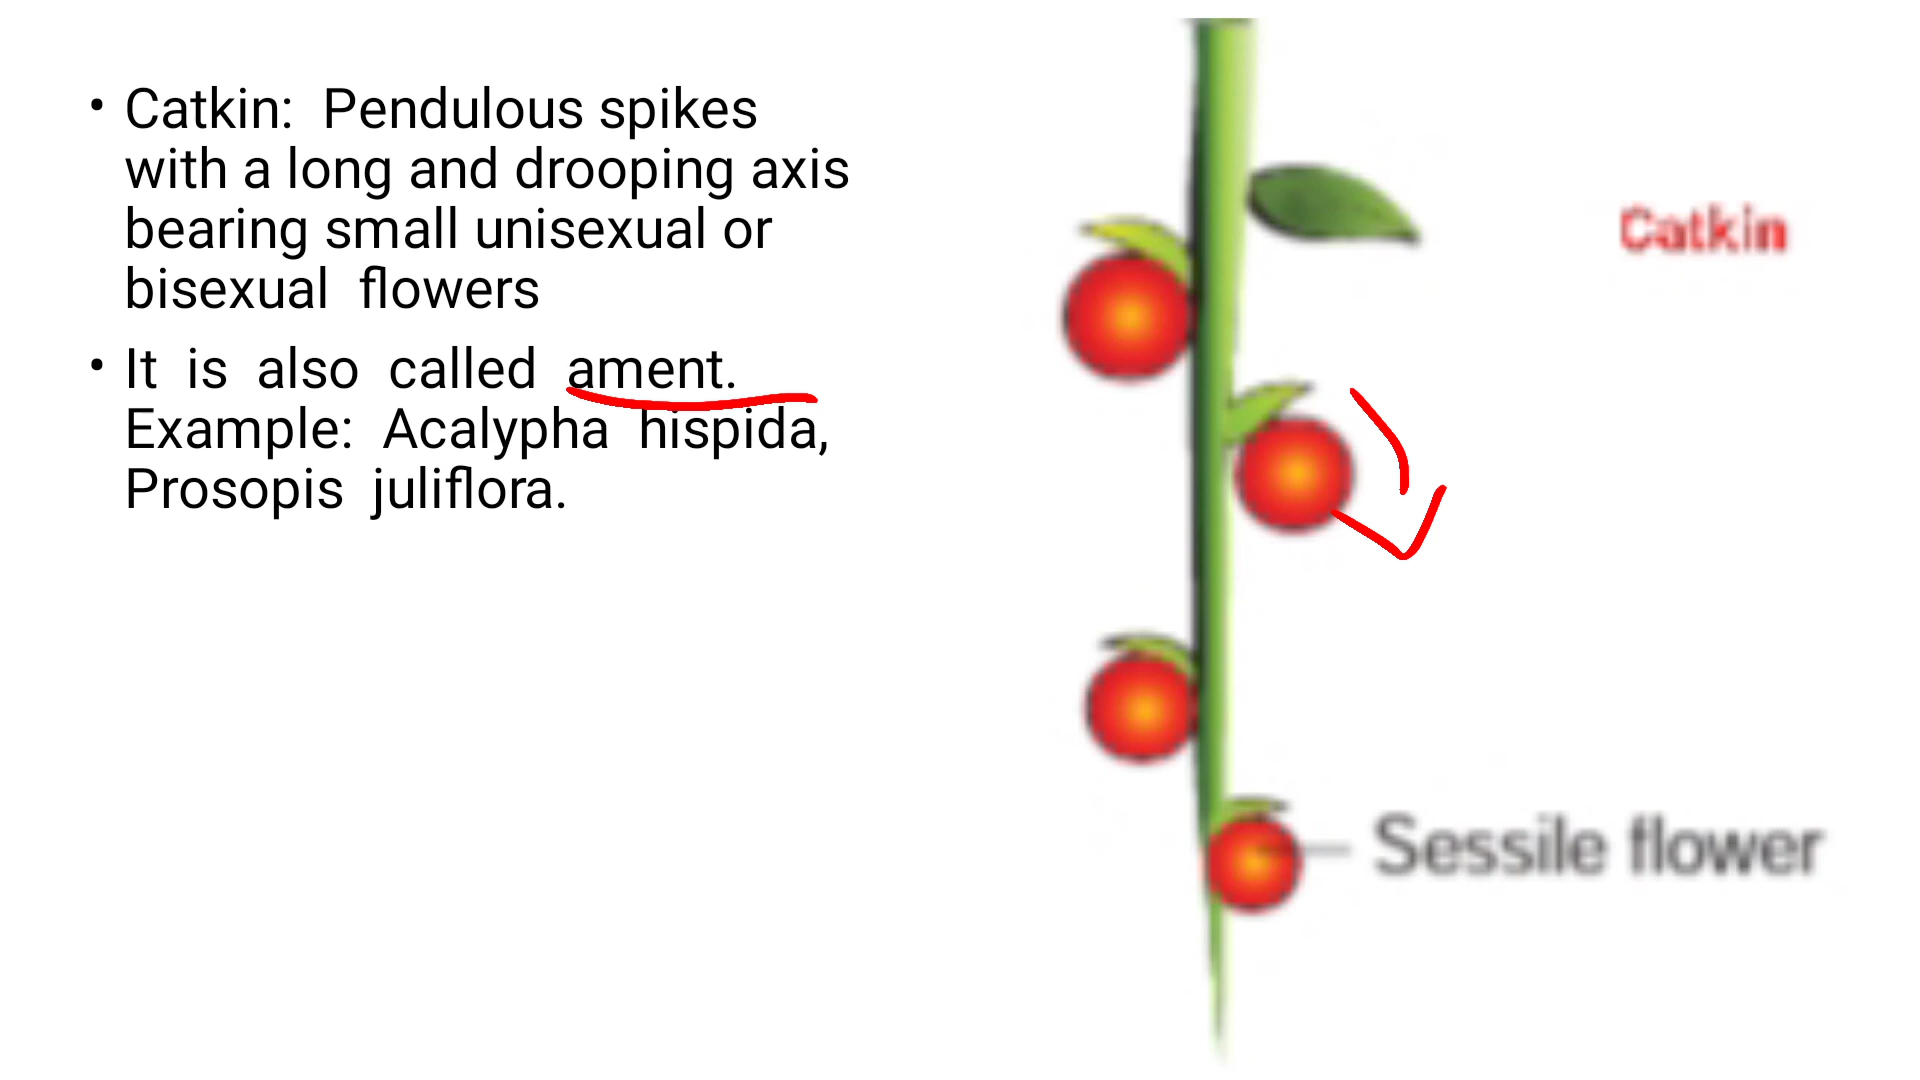 • Catkin: Pendulous spikes
with a long and drooping axis
bearing small unisexual or
bisexual flowers
• It is also called ament.
Example: Acalypha hispida,
Prosopis juliflora.
Catkin
Sessile flower